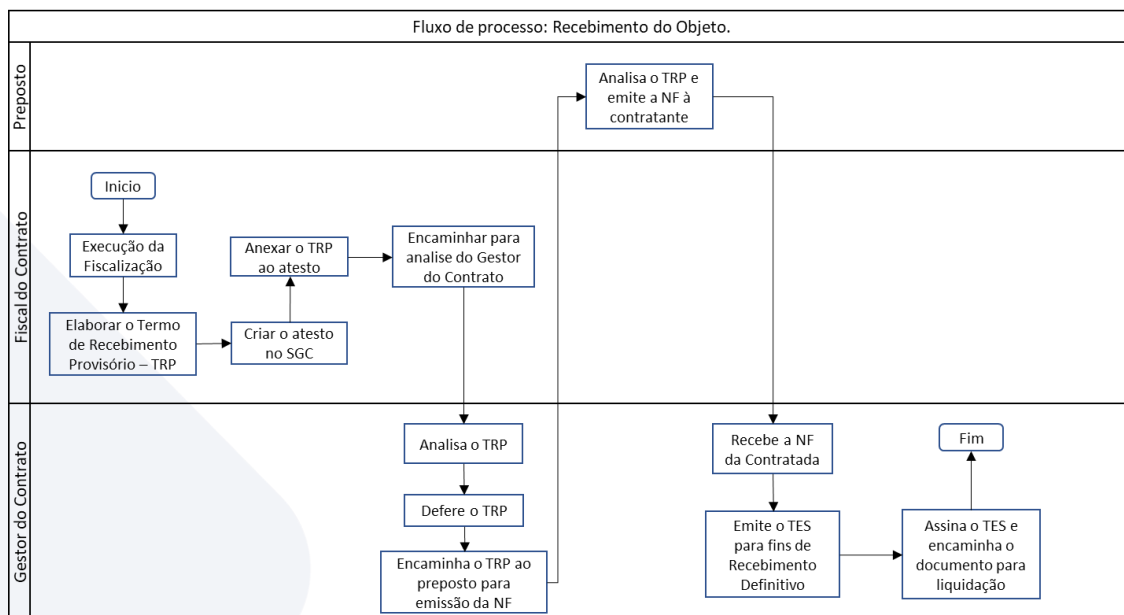 Fluxo de processo: Recebimento do Objeto.
Preposto
Analisa o TRP e
emite a NF à
contratante
Fiscal do Contrato
Inicio
Execução da
Fiscalização
Elaborar o Termo
de Recebimento
Provisório – TRP
Criar o atesto
no SGC
Anexar o TRP
ao atesto
Encaminhar para
analise do Gestor
do Contrato
Gestor do Contrato
Analisa o TRP
Defere o TRP
Encaminha o TRP ao
preposto para
emissão da NF
Recebe a NF
da Contratada
Emite o TES
para fins de
Recebimento
Definitivo
Assina o TES e
encaminha o
documento para
liquidação
Fim